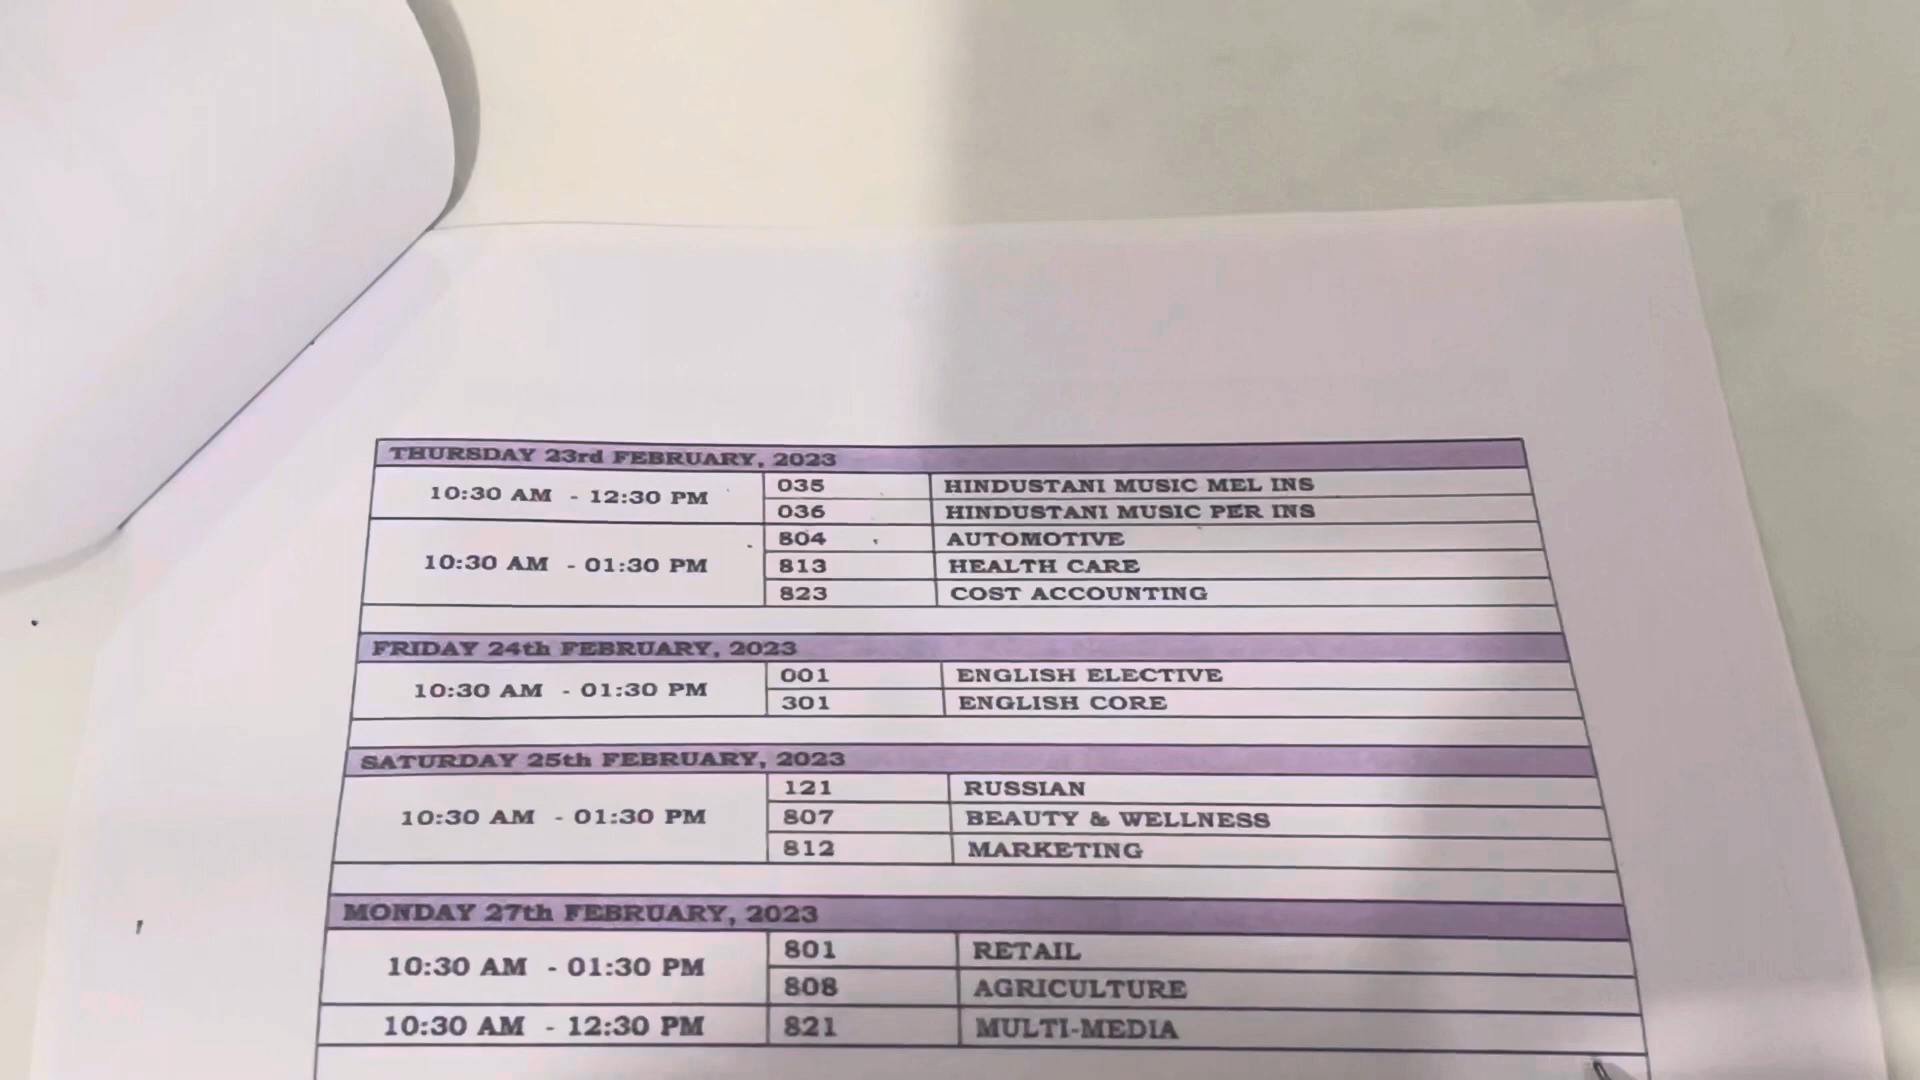 THURSDAY 23rd FEBRUARY, 2023
10:30 AM - 12:30 PM 035 HINDUSTANI MUSIC MEL INS
036 HINDUSTANI MUSIC PER INS
10:30 AM - 01:30 PM 804 AUTOMOTIVE
813 HEALTH CARE
823 COST ACCOUNTING
FRIDAY 24th FEBRUARY, 2023
10:30 AM - 01:30 PM 001 ENGLISH ELECTIVE
301 ENGLISH CORE
SATURDAY 25th FEBRUARY, 2023
10:30 AM - 01:30 PM 121 RUSSIAN
807 BEAUTY & WELLNESS
812 MARKETING
MONDAY 27th FEBRUARY, 2023
10:30 AM - 01:30 PM 801 RETAIL
808 AGRICULTURE
10:30 AM - 12:30 PM 821 MULTI-MEDIA